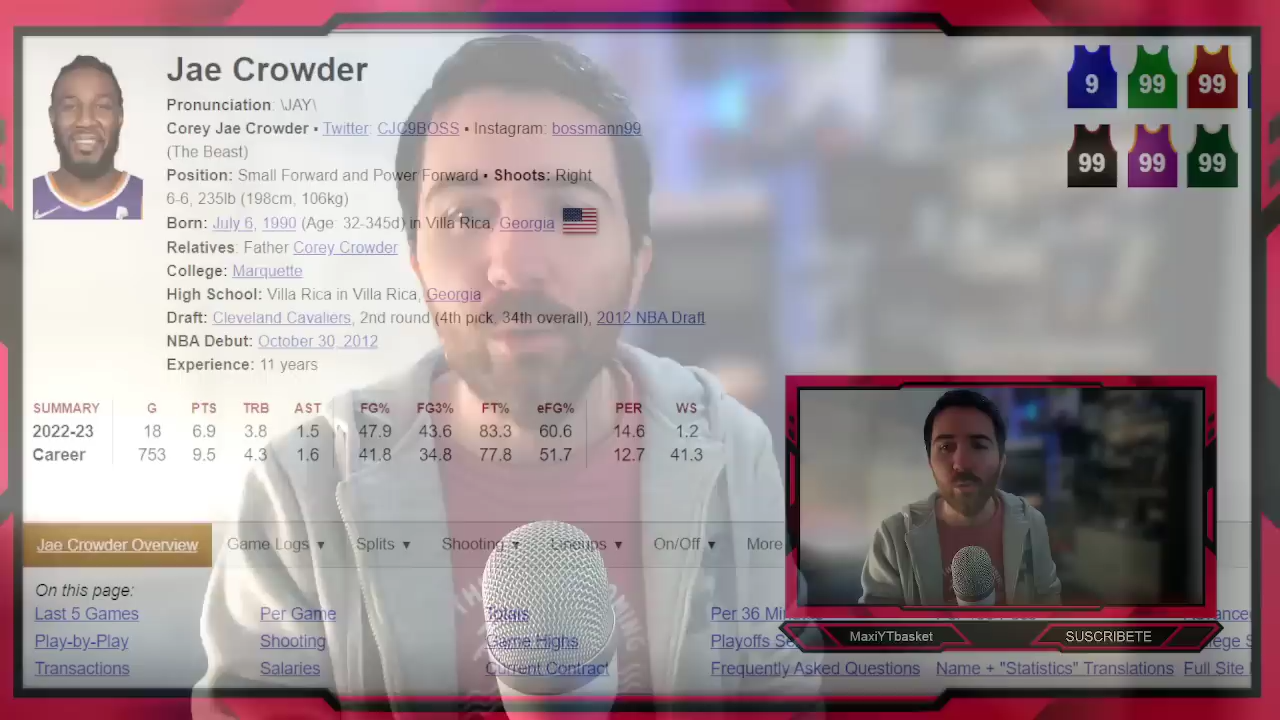 Jae Crowder
Pronunciation: \JAY\
Corey Jae Crowder ▪ Twitter: CJC9BOSS ▪ Instagram: bossmann99
(The Beast)
Position: Small Forward and Power Forward ▪ Shoots: Right
6-6, 235lb (198cm, 106kg)
Born: July 6, 1990 (Age: 32-345d) in Villa Rica, Georgia
Relatives: Father Corey Crowder
College: Marquette
High School: Villa Rica in Villa Rica, Georgia
Draft: Cleveland Cavaliers, 2nd round (4th pick, 34th overall), 2012 NBA Draft
NBA Debut: October 30, 2012
Experience: 11 years
9 99 99
99 99 99
SUMMARY G PTS TRB AST FG% FG3% FT% eFG% PER WS
2022-23 18 6.9 3.8 1.5 47.9 43.6 83.3 60.6 14.6 1.2
Career 753 9.5 4.3 1.6 41.8 34.8 77.8 51.7 12.7 41.3
Jae Crowder Overview Game Logs ▼ Splits ▼ Shooting ▼ Lineups ▼ On/Off ▼ More
On this page:
Last 5 Games Per Game Totals Per 36
Play-by-Play Shooting Game Highs Playoffs
Transactions Salaries Current Contract Frequently Asked Questions Name + "Statistics" Translations Full Site
MaxiYTbasket SUSCRIBETE